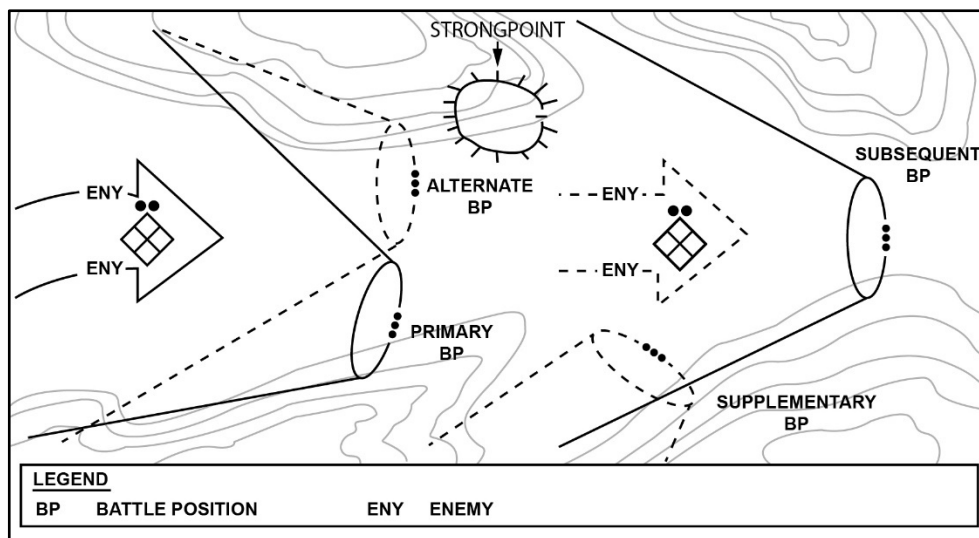 STRONGPOINT
SUBSEQUENT
BP
ENY
ALTERNATE
BP
ENY
ENY
ENY
PRIMARY
BP
SUPPLEMENTARY
BP
LEGEND
BP BATTLE POSITION ENY ENEMY